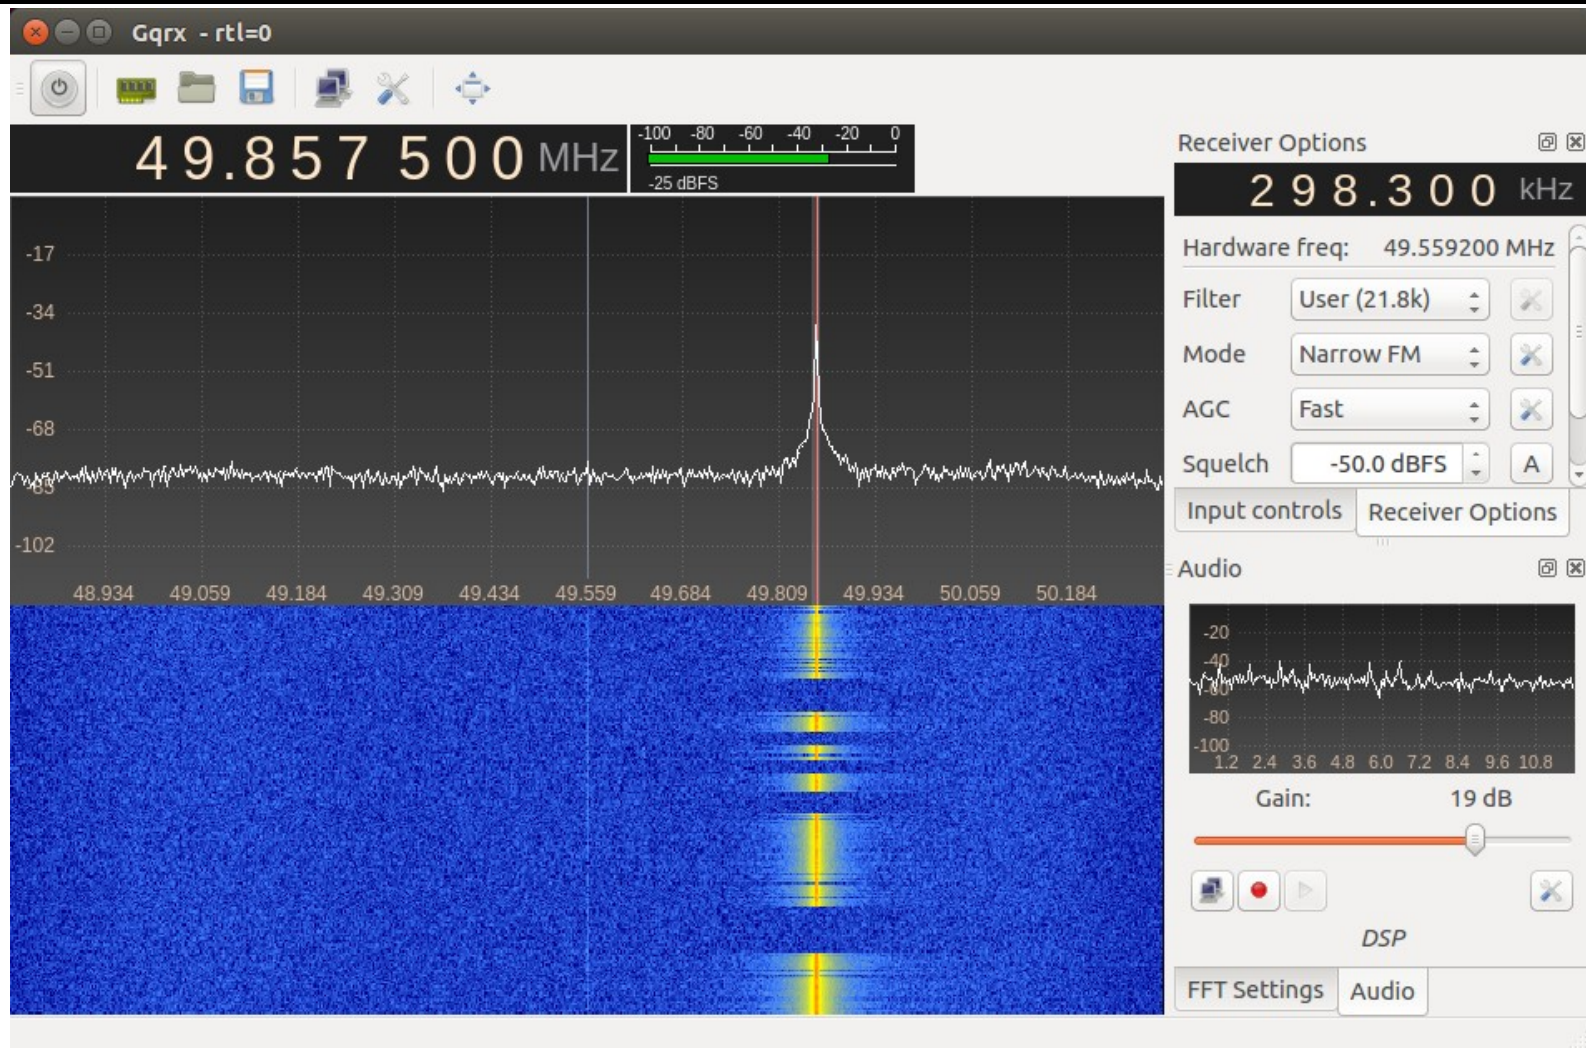 Gqrx - rtl=0
49.857 500 MHz
-100 -80 -60 -40 -20 0
-25 dBFS
-17
-34
-51
-68
-85
-102
48.934 49.059 49.184 49.309 49.434 49.559 49.684 49.809 49.934 50.059 50.184
Receiver Options
298.300 kHz
Hardware freq: 49.559200 MHz
Filter User (21.8k)
Mode Narrow FM
AGC Fast
Squelch -50.0 dBFS A
Input controls Receiver Options
Audio
-20
-40
-60
-80
-100
1.2 2.4 3.6 4.8 6.0 7.2 8.4 9.6 10.8
Gain: 19 dB
DSP
FFT Settings Audio